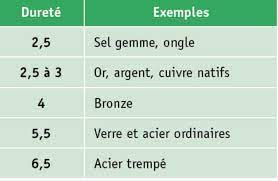 Dureté Exemples
2,5 Sel gemme, ongle
2,5 à 3 Or, argent, cuivre natifs
4 Bronze
5,5 Verre et acier ordinaires
6,5 Acier trempé